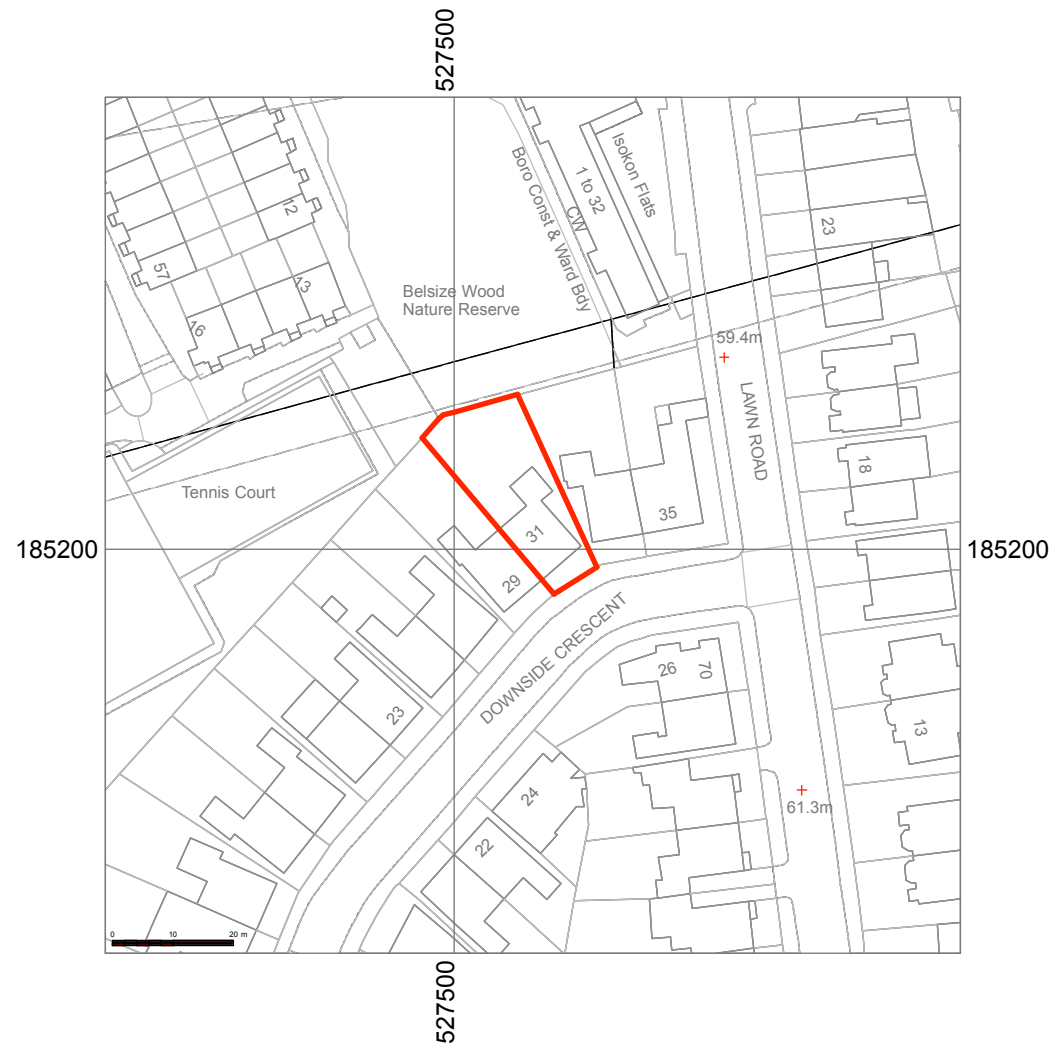 527500
Isokon Flats
1 to 32
CW
Boro Const & Ward Bdy
12
23
57
13
Belsize Wood
Nature Reserve
16
59.4m
LAWN ROAD
18
Tennis Court
35
31
185200
185200
29
DOWNSIDE CRESCENT
26
70
23
13
24
61.3m
22
0
10
20 m
527500